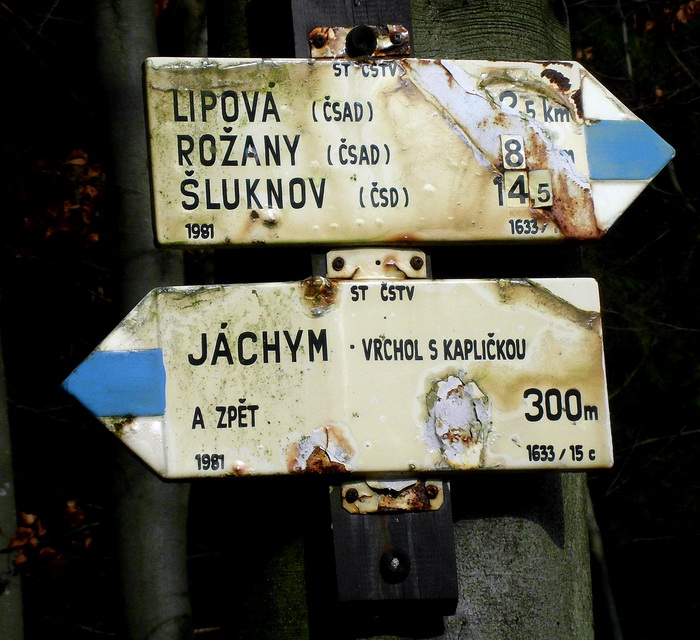 ST ČSTV
LIPOVÁ (ČSAD) 5 km
ROŽANY (ČSAD) 8
ŠLUKNOV (ČSD) 14,5
1981 1633/
ST ČSTV
JÁCHYM - VRCHOL S KAPLIČKOU
A ZPĚT 300m
1981 1633/15 c